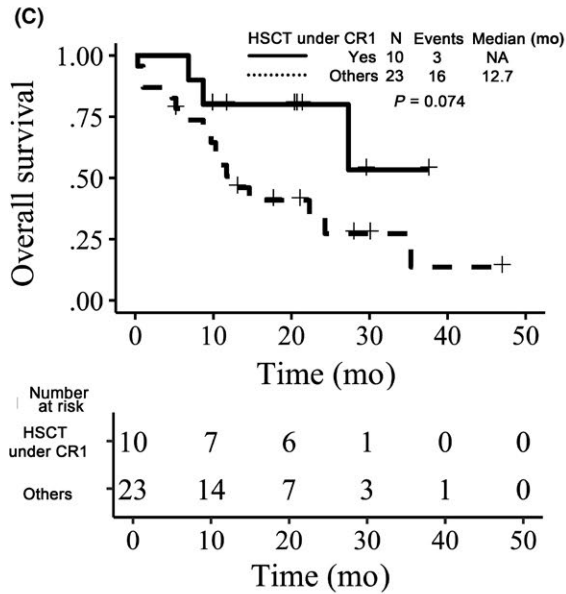 (C)
HSCT under CR1 N Events Median (mo)
Yes 10 3 NA
Others 23 16 12.7
P = 0.074
1.00
.75
.50
.25
.00
Overall survival
0 10 20 30 40 50
Time (mo)
Number
at risk
HSCT
under CR1
10 7 6 1 0 0
Others 23 14 7 3 1 0
0 10 20 30 40 50
Time (mo)